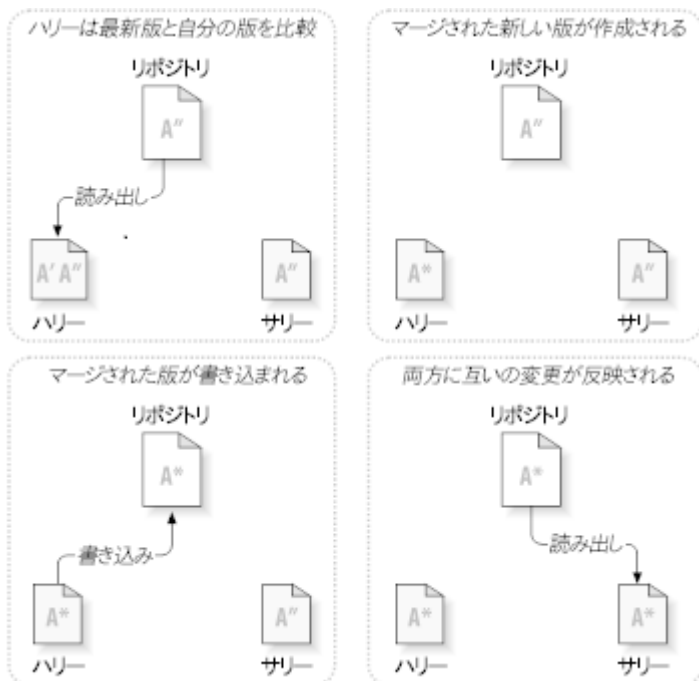 ハリーは最新版と自分の版を比較
リポジトリ
A"
読み出し
A' A"
A"
ハリー
サリー
マージされた新しい版が作成される
リポジトリ
A"
A*
A"
ハリー
サリー
マージされた版が書き込まれる
リポジトリ
A*
書き込み
A*
A"
ハリー
サリー
両方に互いの変更が反映される
リポジトリ
A*
読み出し
A*
A*
ハリー
サリー